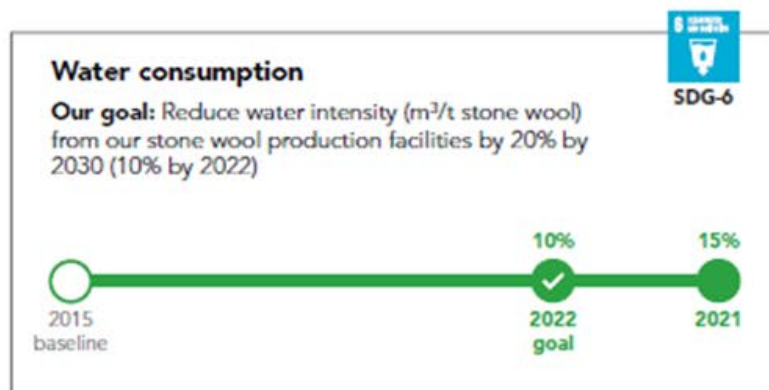 6
SDG-6
Water consumption
Our goal: Reduce water intensity (m³/t stone wool)
from our stone wool production facilities by 20% by
2030 (10% by 2022)
10%
15%
2015
baseline
2022
goal
2021